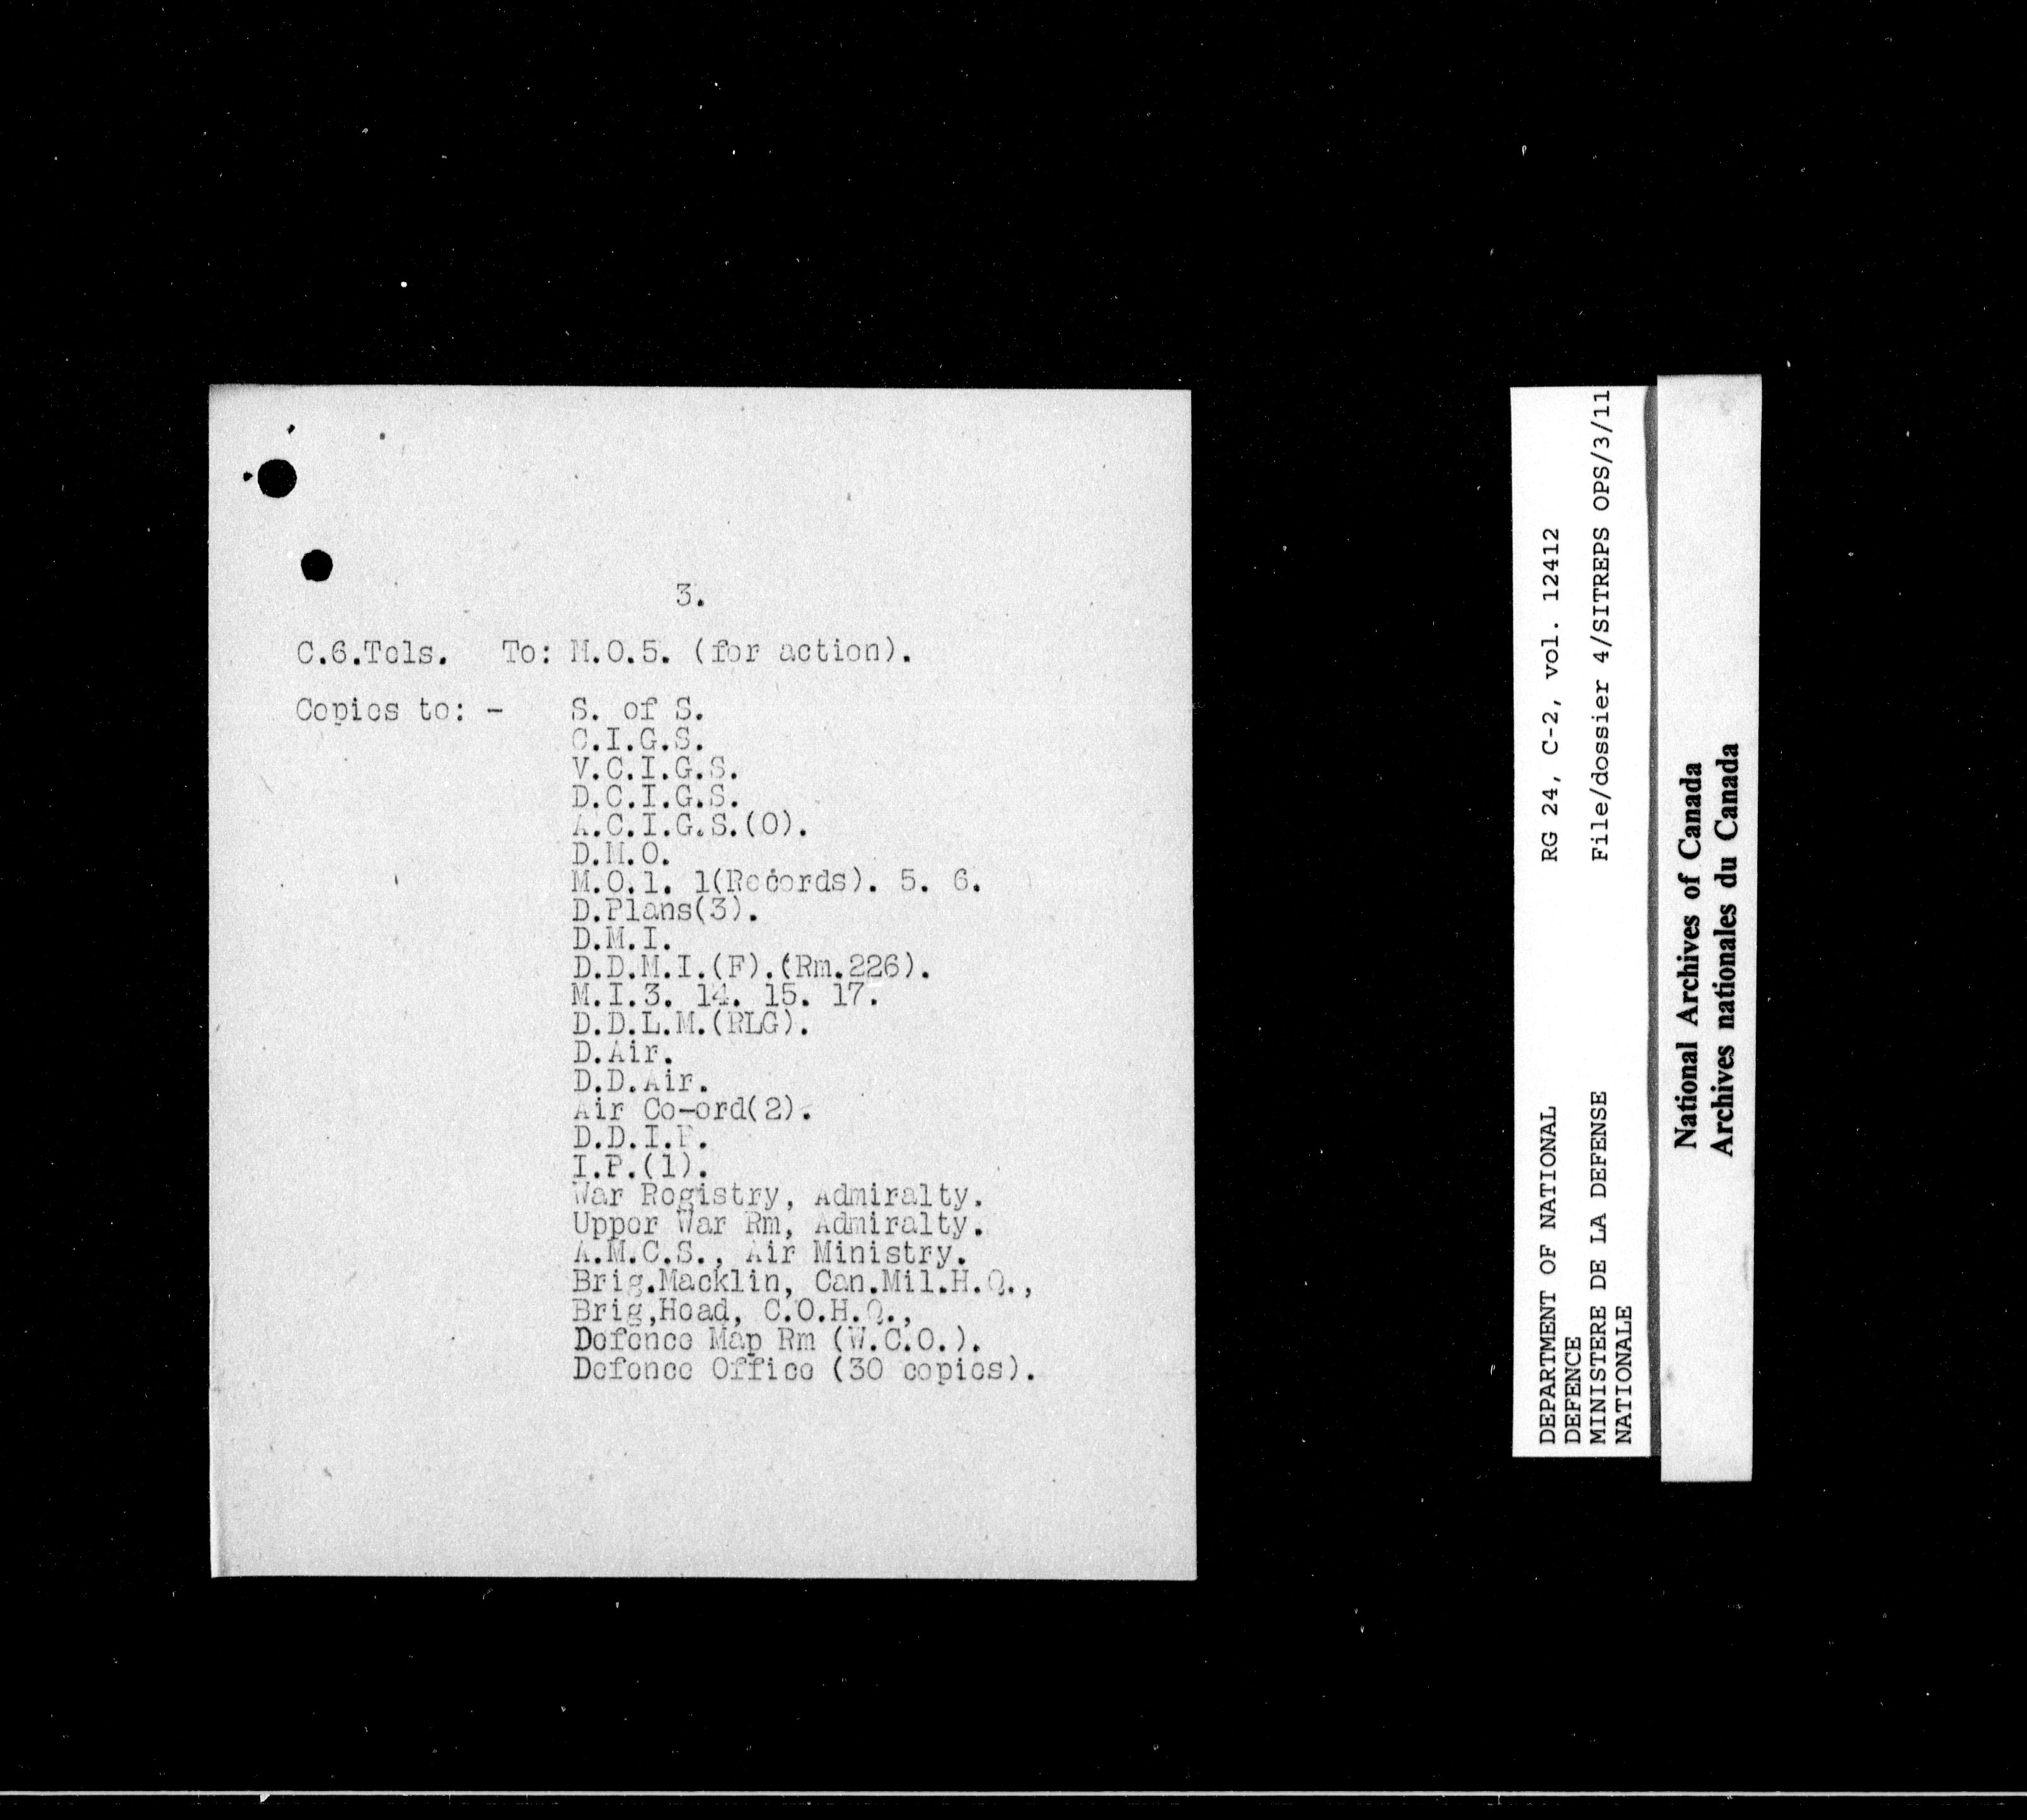 3.
C.6.Tels. To: M.O.5. (for action).
Copies to: - S. of S.
C.I.G.S.
V.C.I.G.S.
D.C.I.G.S.
A.C.I.G.S.(O).
D.M.O.
M.O.1. 1(Records). 5. 6.
D.Plans(3).
D.M.I.
D.D.M.I.(F).(Rm.226).
M.I.3. 14. 15. 17.
D.D.L.M.(RLG).
D.Air.
D.D.Air.
Air Co-ord(2).
D.D.I.P.
I.P.(1).
War Registry, Admiralty.
Upper War Rm, Admiralty.
A.M.C.S., Air Ministry.
Brig.Macklin, Can.Mil.H.Q.,
Brig,Head, C.O.H.Q.,
Defence Map Rm (W.C.O.).
Defence Office (30 copies).
DEPARTMENT OF NATIONAL RG 24, C-2, vol. 12412
DEFENCE
MINISTERE DE LA DEFENSE File/dossier 4/SITREPS OPS/3/11
NATIONALE
National Archives of Canada
Archives nationales du Canada